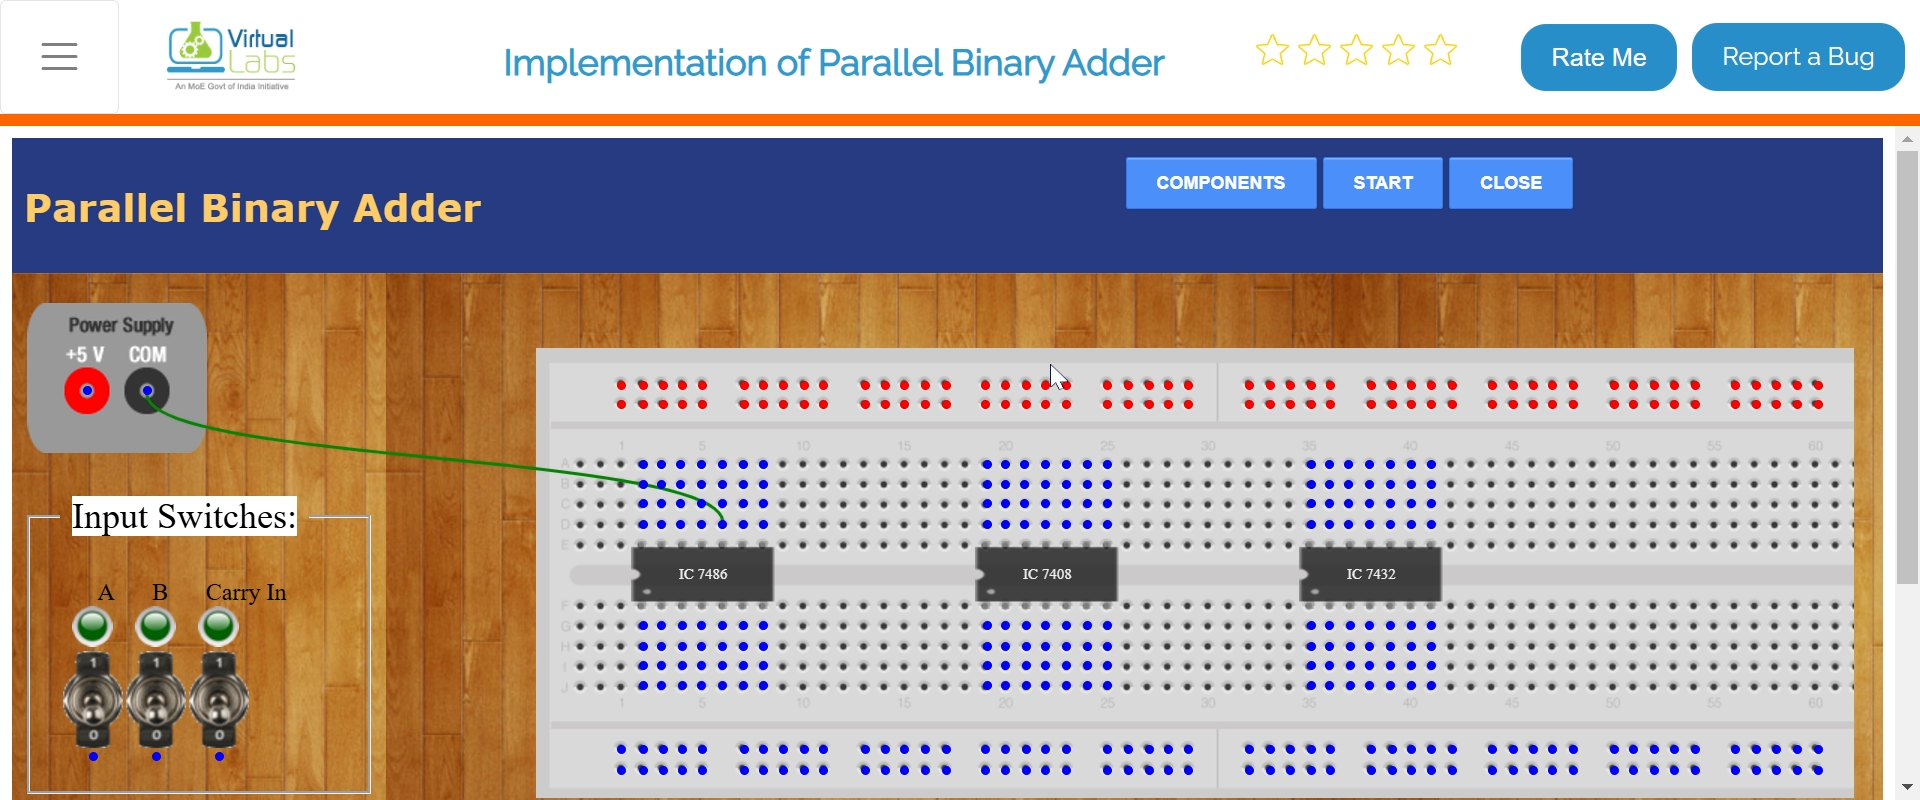 Virtual
Labs
An MoE Govt of India Initiative
Implementation of Parallel Binary Adder
Rate Me
Report a Bug
Parallel Binary Adder
COMPONENTS
START
CLOSE
Power Supply
+5 V COM
Input Switches:
A B Carry In
1 1 1
0 0 0
1 5 10 15 20 25 30 35 40 45 50 55 60
A
B
C
D
E
IC 7486
IC 7408
IC 7432
F
G
H
I
J
1 5 10 15 20 25 30 35 40 45 50 55 60